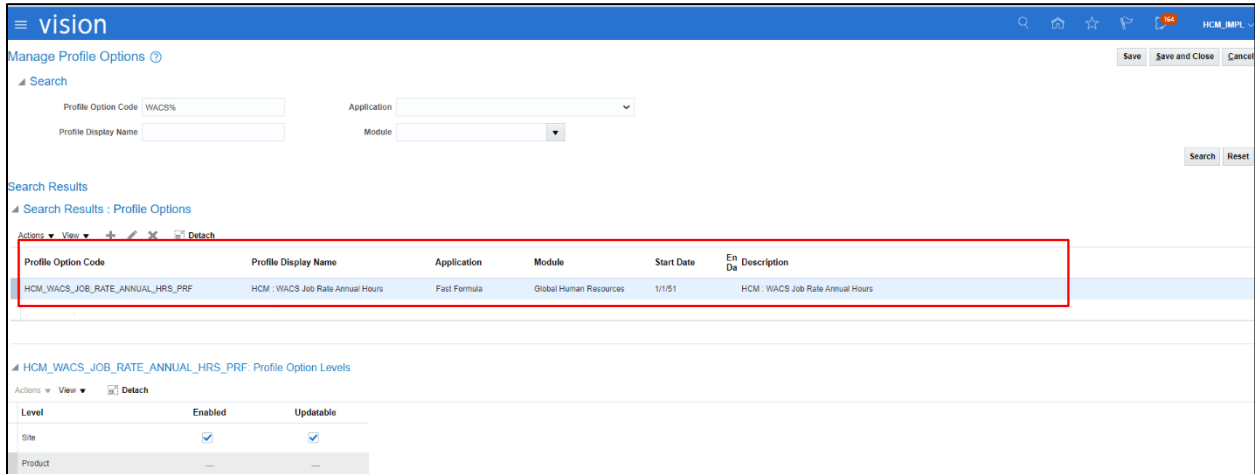 vision
164
HCM_IMPL
Manage Profile Options
Save Save and Close Cancel
Search
Profile Option Code WACS% Application
Profile Display Name Module
Search Reset
Search Results
Search Results : Profile Options
Actions View Detach
Profile Option Code Profile Display Name Application Module Start Date En Da Description
HCM_WACS_JOB_RATE_ANNUAL_HRS_PRF HCM : WACS Job Rate Annual Hours Fast Formula Global Human Resources 1/1/51 HCM : WACS Job Rate Annual Hours
HCM_WACS_JOB_RATE_ANNUAL_HRS_PRF: Profile Option Levels
Actions View Detach
Level Enabled Updatable
Site
Product